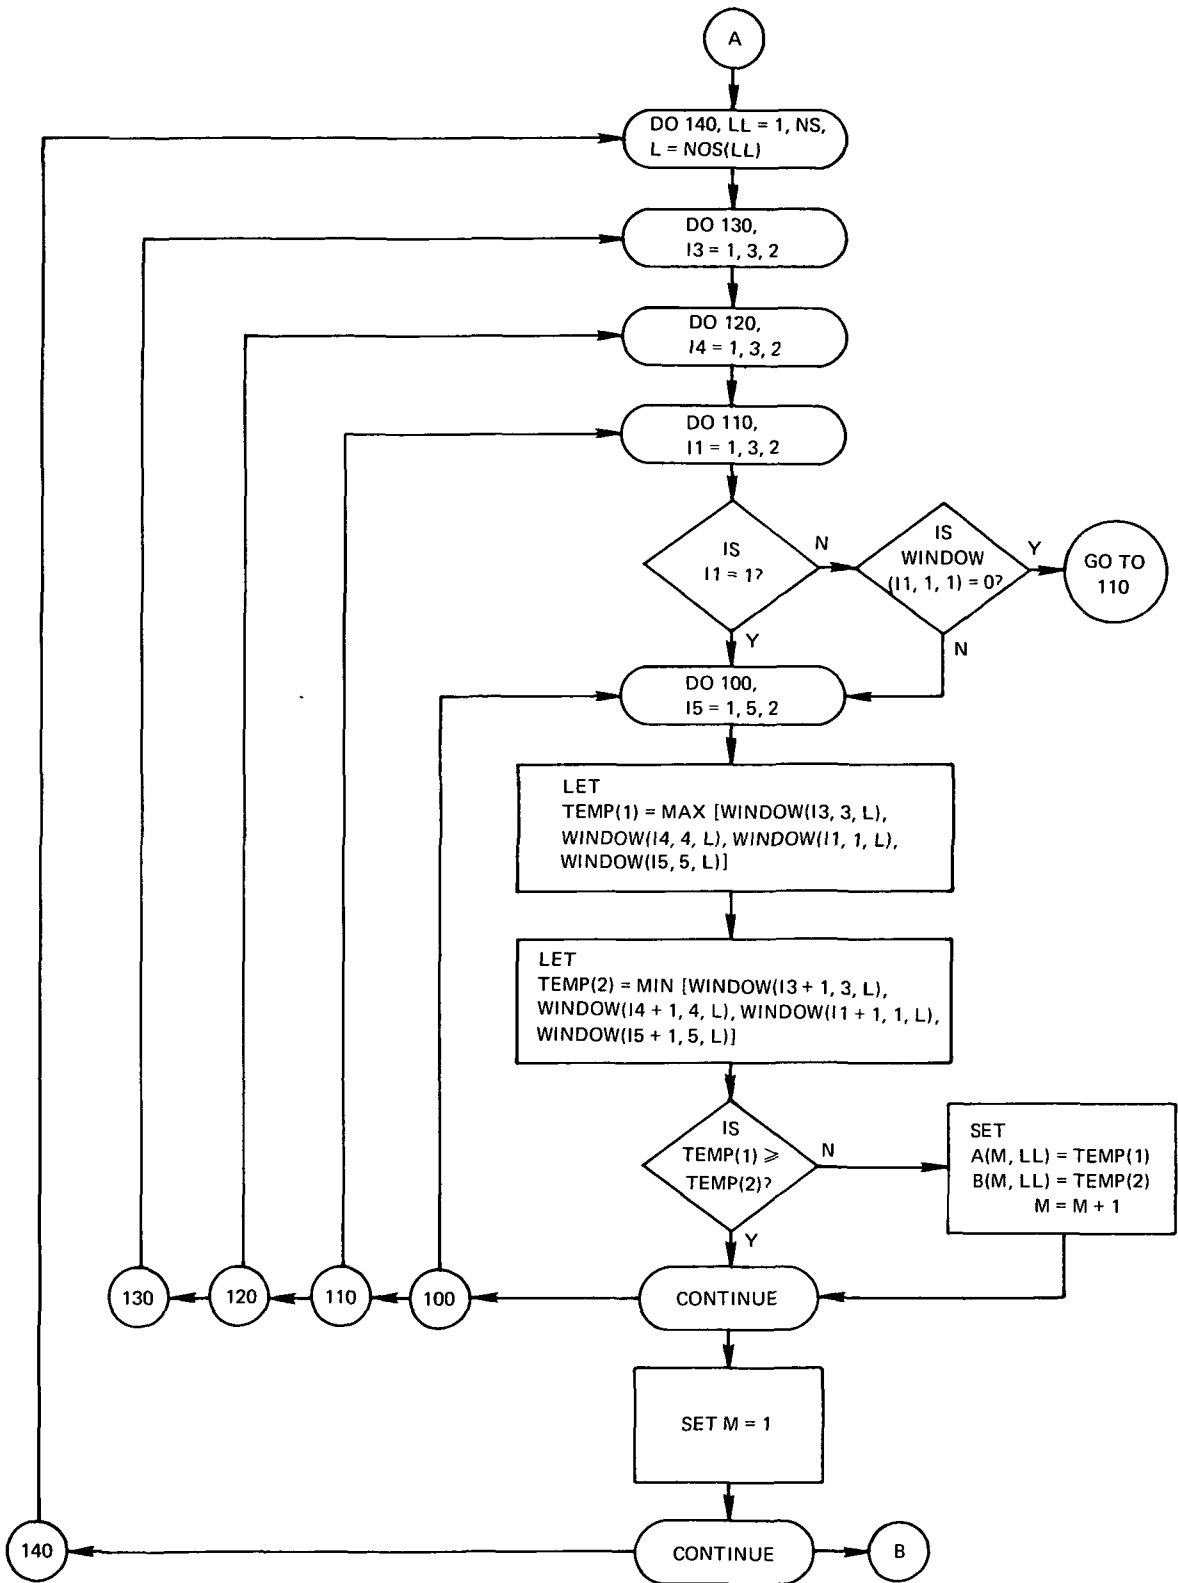 A
DO 140, LL = 1, NS,
L = NOS(LL)
DO 130,
I3 = 1, 3, 2
DO 120,
I4 = 1, 3, 2
DO 110,
I1 = 1, 3, 2
IS
I1 = 1?
N
Y
IS
WINDOW
(I1, 1, 1) = 0?
Y
N
GO TO
110
DO 100,
I5 = 1, 5, 2
LET
TEMP(1) = MAX [WINDOW(I3, 3, L),
WINDOW(I4, 4, L), WINDOW(I1, 1, L),
WINDOW(I5, 5, L)]
LET
TEMP(2) = MIN [WINDOW(I3 + 1, 3, L),
WINDOW(I4 + 1, 4, L), WINDOW(I1 + 1, 1, L),
WINDOW(I5 + 1, 5, L)]
IS
TEMP(1) ⩾
TEMP(2)?
N
Y
SET
A(M, LL) = TEMP(1)
B(M, LL) = TEMP(2)
M = M + 1
130
120
110
100
CONTINUE
SET M = 1
140
CONTINUE
B